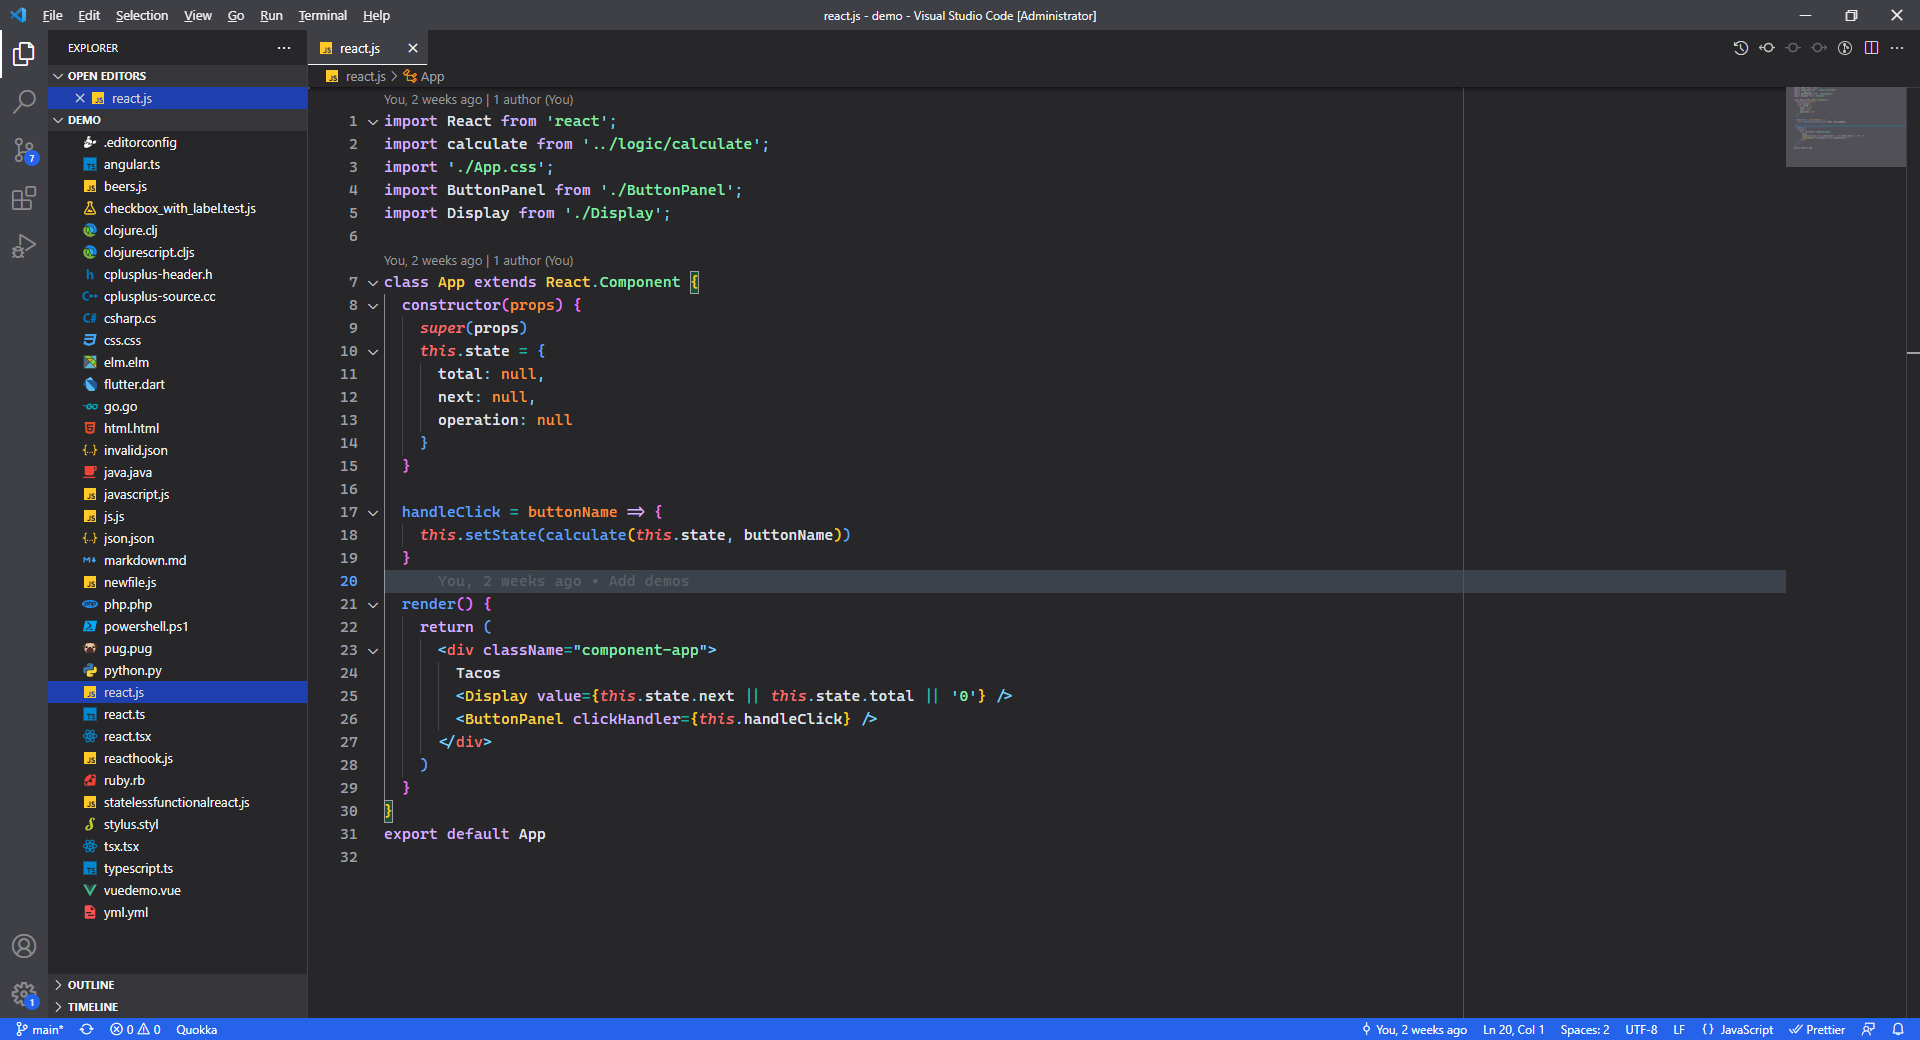 File Edit Selection View Go Run Terminal Help
react.js - demo - Visual Studio Code [Administrator]
EXPLORER
OPEN EDITORS
react.js
DEMO
.editorconfig
angular.ts
beers.js
checkbox_with_label.test.js
clojure.clj
clojurescript.cljs
cplusplus-header.h
cplusplus-source.cc
csharp.cs
css.css
elm.elm
flutter.dart
go.go
html.html
invalid.json
java.java
javascript.js
js.js
json.json
markdown.md
newfile.js
php.php
powershell.ps1
pug.pug
python.py
react.js
react.ts
react.tsx
reacthook.js
ruby.rb
statelessfunctionalreact.js
stylus.styl
tsx.tsx
typescript.ts
vuedemo.vue
yml.yml
OUTLINE
TIMELINE
7
1
react.js
react.js > App
You, 2 weeks ago | 1 author (You)
1 import React from 'react';
2 import calculate from '../logic/calculate';
3 import './App.css';
4 import ButtonPanel from './ButtonPanel';
5 import Display from './Display';
6
You, 2 weeks ago | 1 author (You)
7 class App extends React.Component {
8 constructor(props) {
9 super(props)
10 this.state = {
11 total: null,
12 next: null,
13 operation: null
14 }
15 }
16
17 handleClick = buttonName => {
18 this.setState(calculate(this.state, buttonName))
19 }
20 You, 2 weeks ago • Add demos
21 render() {
22 return (
23 <div className="component-app">
24 Tacos
25 <Display value={this.state.next || this.state.total || '0'} />
26 <ButtonPanel clickHandler={this.handleClick} />
27 </div>
28 )
29 }
30 }
31 export default App
32
main* 0 0 Quokka
You, 2 weeks ago Ln 20, Col 1 Spaces: 2 UTF-8 LF {} JavaScript Prettier